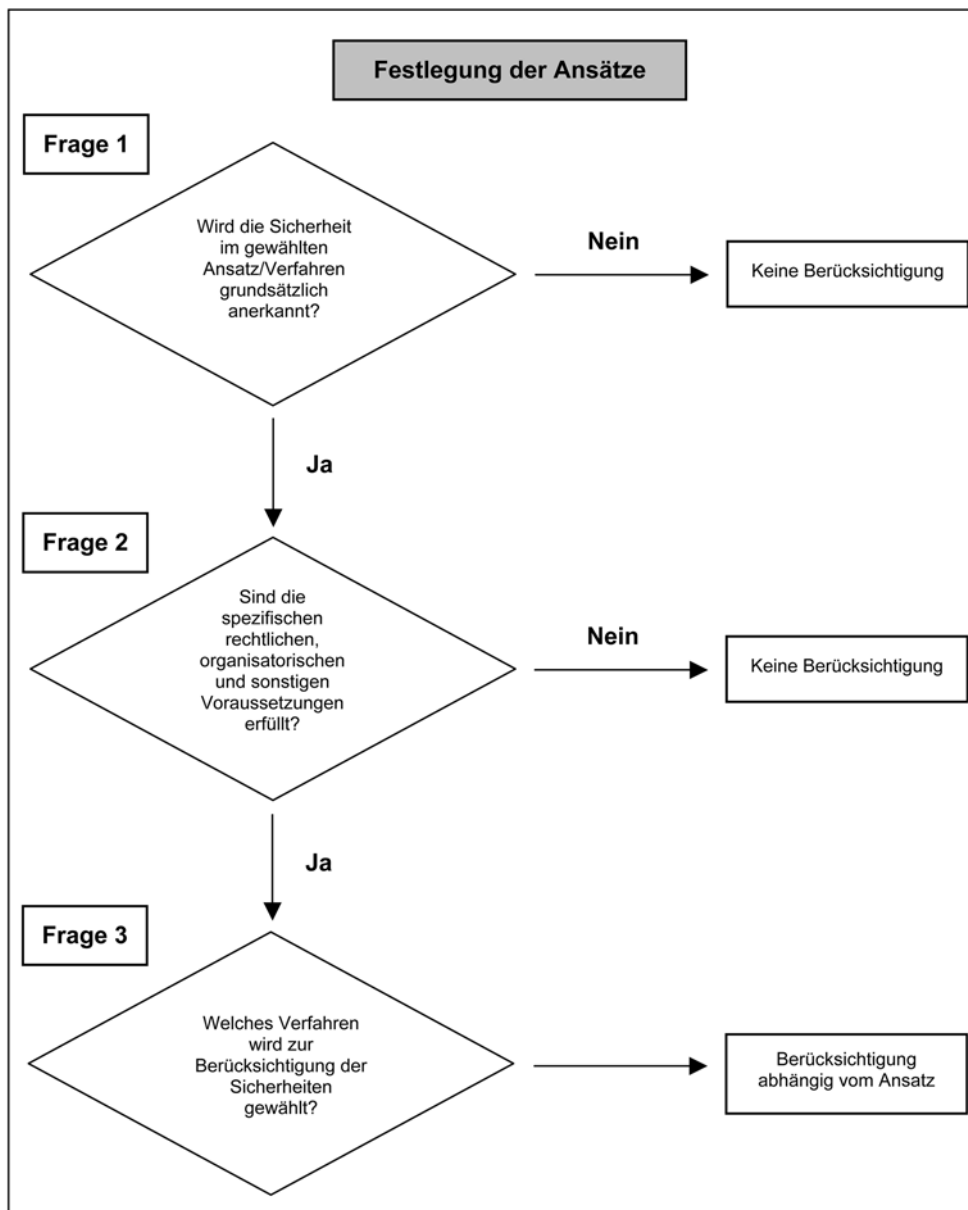 Festlegung der Ansätze
Frage 1
Wird die Sicherheit
im gewählten
Ansatz/Verfahren
grundsätzlich
anerkannt?
Nein
Keine Berücksichtigung
Ja
Frage 2
Sind die
spezifischen
rechtlichen,
organisatorischen
und sonstigen
Voraussetzungen
erfüllt?
Nein
Keine Berücksichtigung
Ja
Frage 3
Welches Verfahren
wird zur
Berücksichtigung der
Sicherheiten
gewählt?
Berücksichtigung
abhängig vom Ansatz